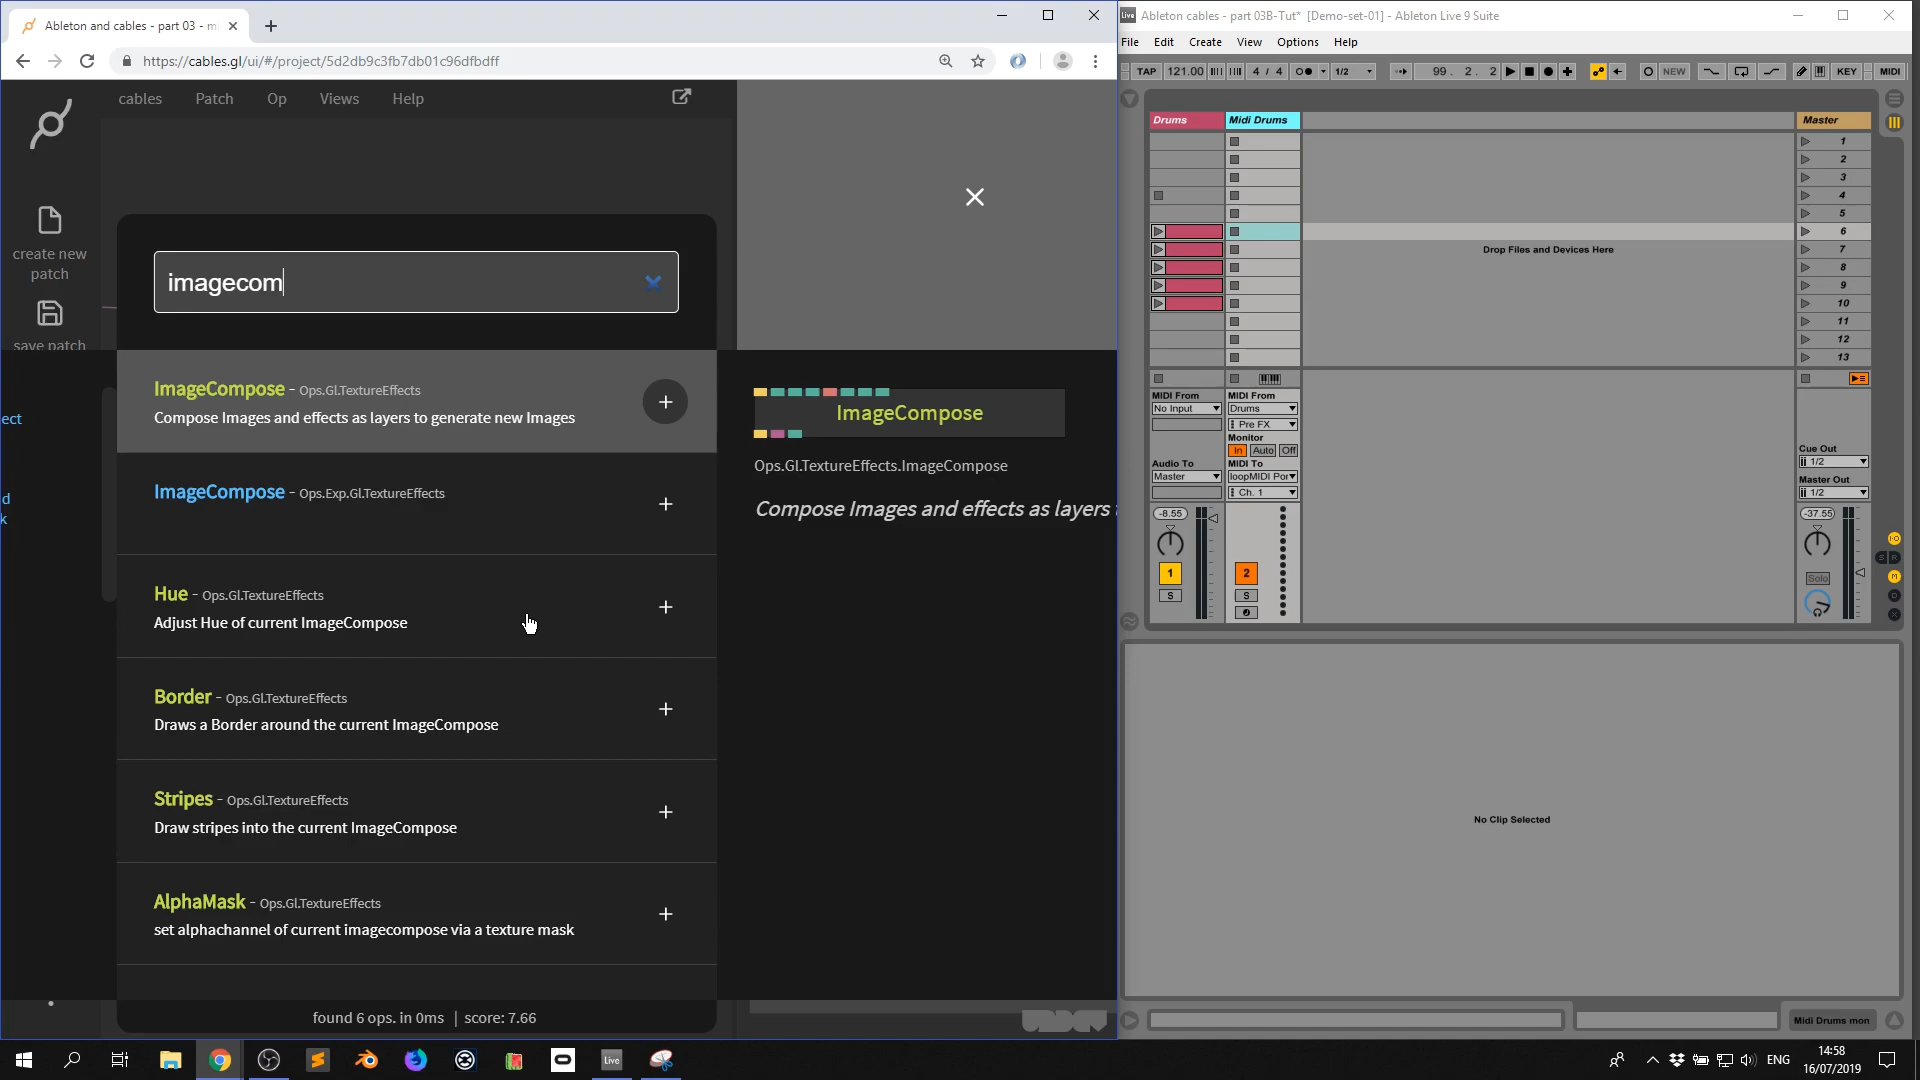 Ableton and cables - part 03 - m
https://cables.gl/ui/#/project/5d2db9c3fb7db01c96dfbdff
cables Patch Op Views Help
create new patch
save patch
ect
d
k
imagecom
ImageCompose - Ops.Gl.TextureEffects
Compose Images and effects as layers to generate new Images
ImageCompose - Ops.Exp.Gl.TextureEffects
Hue - Ops.Gl.TextureEffects
Adjust Hue of current ImageCompose
Border - Ops.Gl.TextureEffects
Draws a Border around the current ImageCompose
Stripes - Ops.Gl.TextureEffects
Draw stripes into the current ImageCompose
AlphaMask - Ops.Gl.TextureEffects
set alphachannel of current imagecompose via a texture mask
found 6 ops. in 0ms | score: 7.66
ImageCompose
Ops.Gl.TextureEffects.ImageCompose
Compose Images and effects as layers
Live Ableton cables - part 03B-Tut* [Demo-set-01] - Ableton Live 9 Suite
File Edit Create View Options Help
TAP 121.00 4 / 4 1/2 99. 2. 2 NEW KEY MIDI
Drums Midi Drums Master
1
2
3
4
5
6
7
8
9
10
11
12
13
Drop Files and Devices Here
MIDI From MIDI From
No Input Drums
Pre FX
Monitor
In Auto Off
Audio To MIDI To
Master loopMIDI Por
Ch. 1
Cue Out
1/2
Master Out
1/2
-8.55 -37.55
1 2 Solo
S S
No Clip Selected
Midi Drums mon
Live
ENG
14:58
16/07/2019